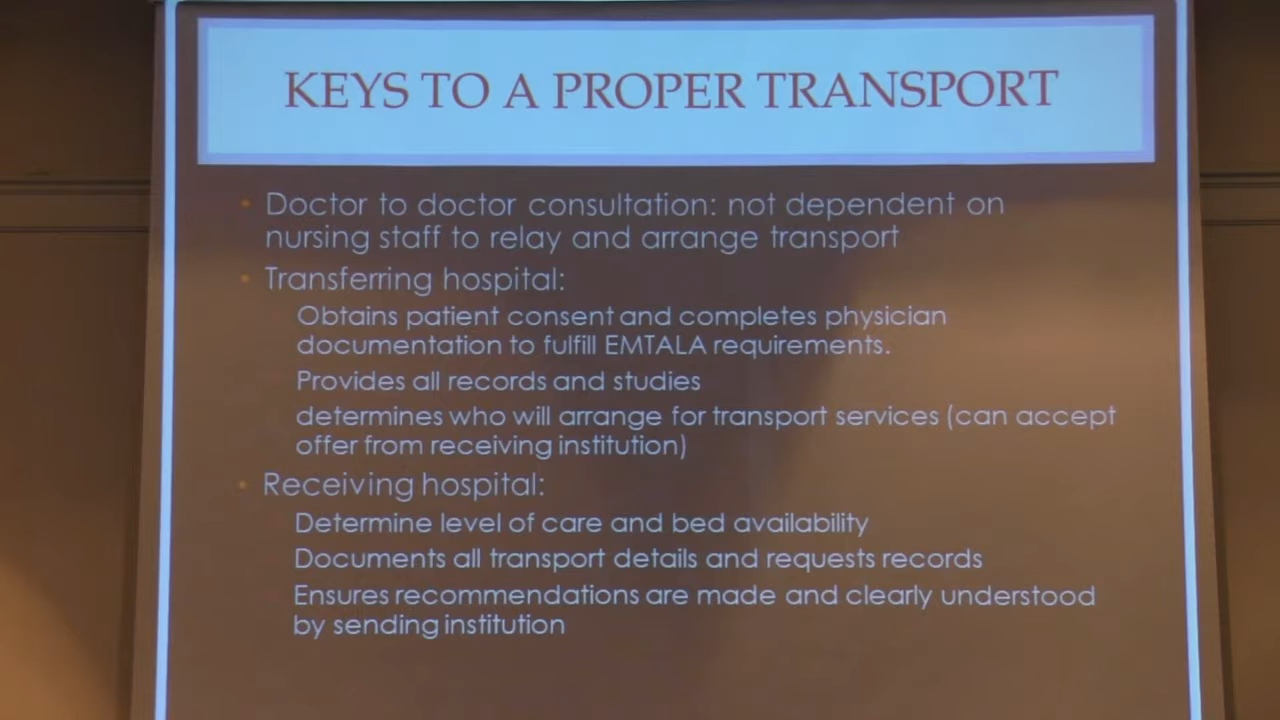 KEYS TO A PROPER TRANSPORT
• Doctor to doctor consultation: not dependent on
nursing staff to relay and arrange transport
• Transferring hospital:
Obtains patient consent and completes physician
documentation to fulfill EMTALA requirements.
Provides all records and studies
determines who will arrange for transport services (can accept
offer from receiving institution)
• Receiving hospital:
Determine level of care and bed availability
Documents all transport details and requests records
Ensures recommendations are made and clearly understood
by sending institution